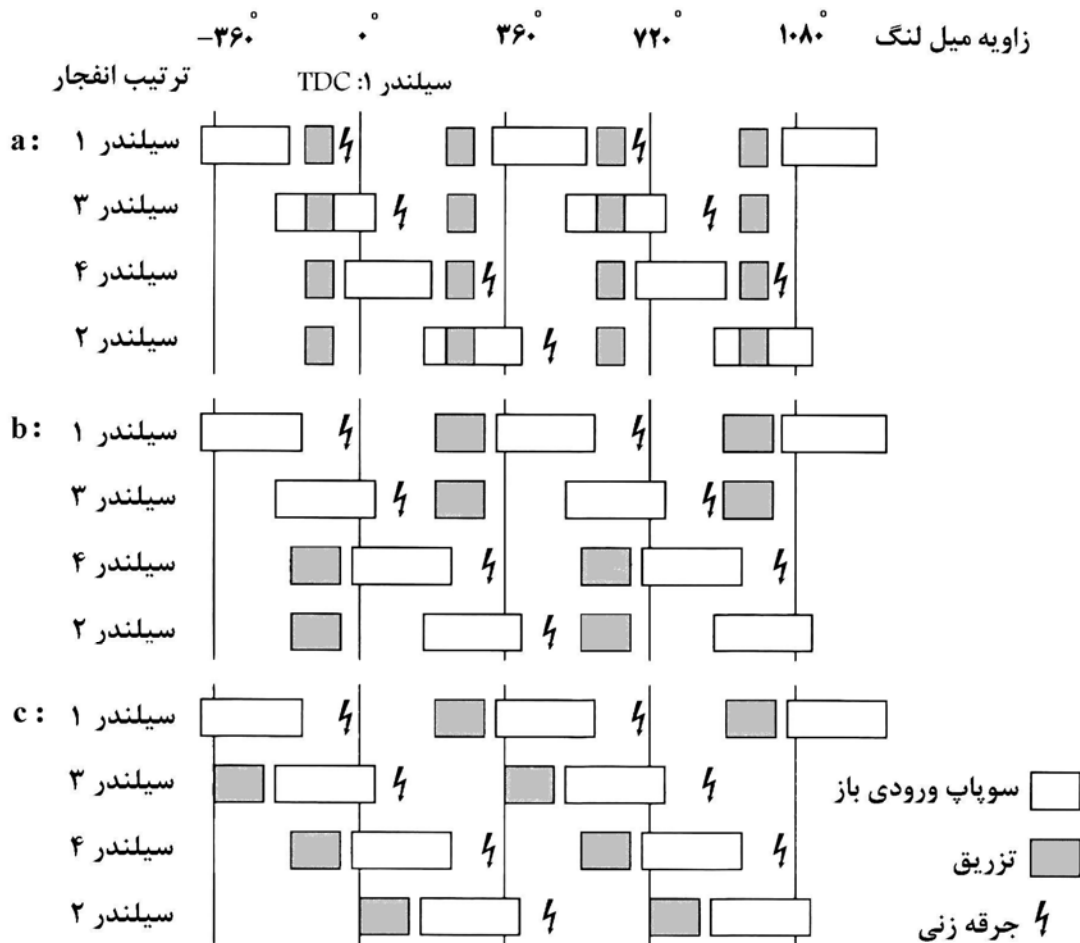 زاویه میل لنگ −۳۶۰° ۰° ۳۶۰° ۷۲۰° ۱۰۸۰°
ترتیب انفجار
سیلندر ۱: TDC
a: سیلندر ۱
سیلندر ۳
سیلندر ۴
سیلندر ۲
b: سیلندر ۱
سیلندر ۳
سیلندر ۴
سیلندر ۲
c: سیلندر ۱
سیلندر ۳
سیلندر ۴
سیلندر ۲
سوپاپ ورودی باز
تزریق
جرقه زنی